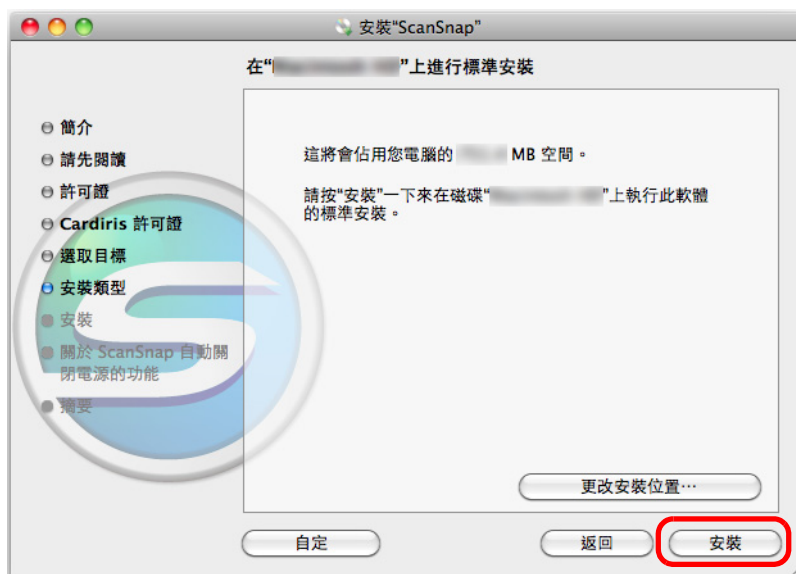 安裝“ScanSnap”
在“ ”上進行標準安裝
簡介
請先閱讀
許可證
Cardiris 許可證
選取目標
安裝類型
安裝
關於 ScanSnap 自動關
閉電源的功能
摘要
這將會佔用您電腦的 MB 空間。
請按“安裝”一下來在磁碟“ ”上執行此軟體
的標準安裝。
更改安裝位置⋯
自定
返回
安裝